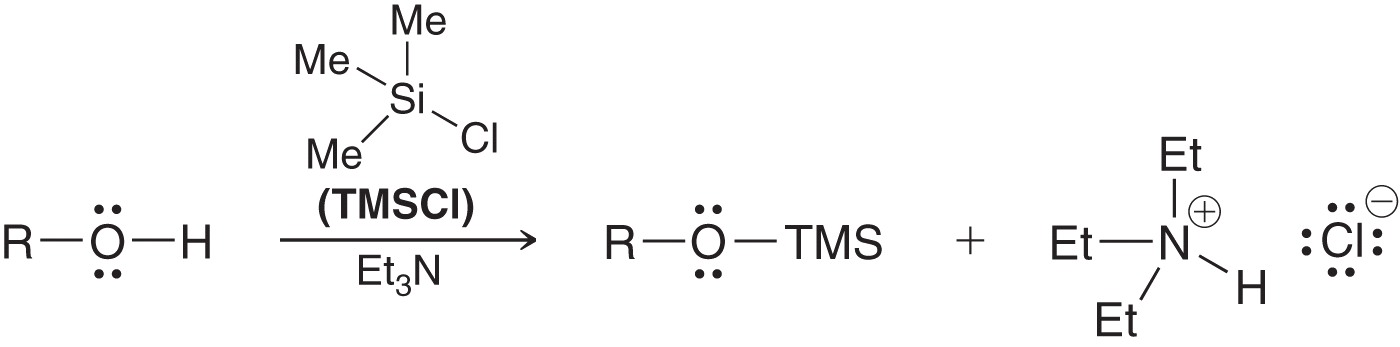 Me
Me
Si
Me
Cl
(TMSCl)
R—O—H
Et₃N
R—O—TMS
+
Et
Et—N⊕
H
Et
Cl⊖